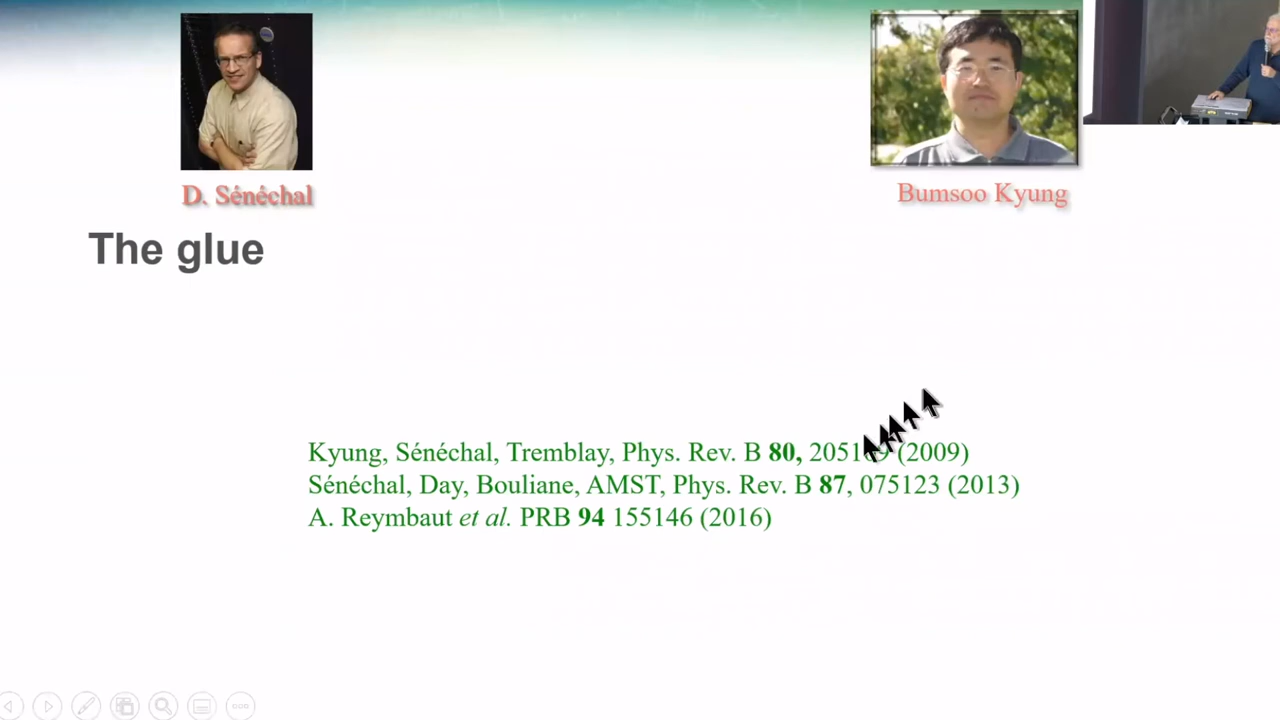 D. Sénéchal
Bumsoo Kyung
The glue
Kyung, Sénéchal, Tremblay, Phys. Rev. B 80, (2009)
Sénéchal, Day, Bouliane, AMST, Phys. Rev. B 87, 075123 (2013)
A. Reymbaut et al. PRB 94 155146 (2016)